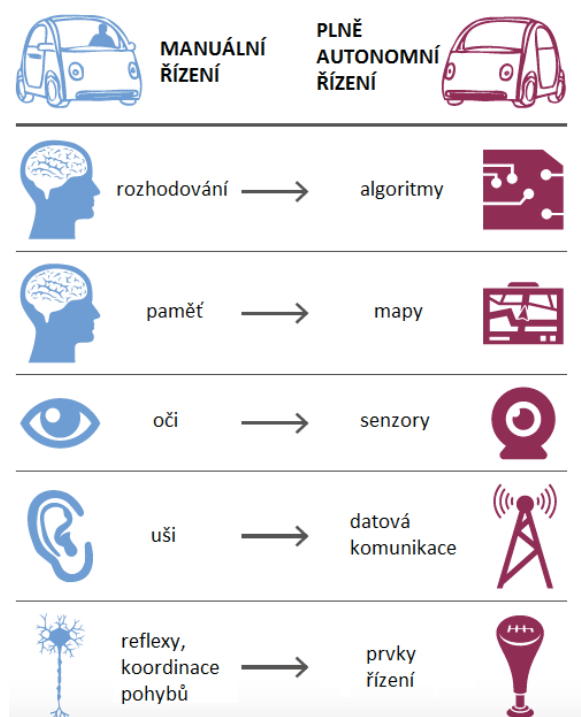 MANUÁLNÍ
ŘÍZENÍ
PLNĚ
AUTONOMNÍ
ŘÍZENÍ
rozhodování
algoritmy
paměť
mapy
oči
senzory
uši
datová
komunikace
reflexy,
koordinace
pohybů
prvky
řízení